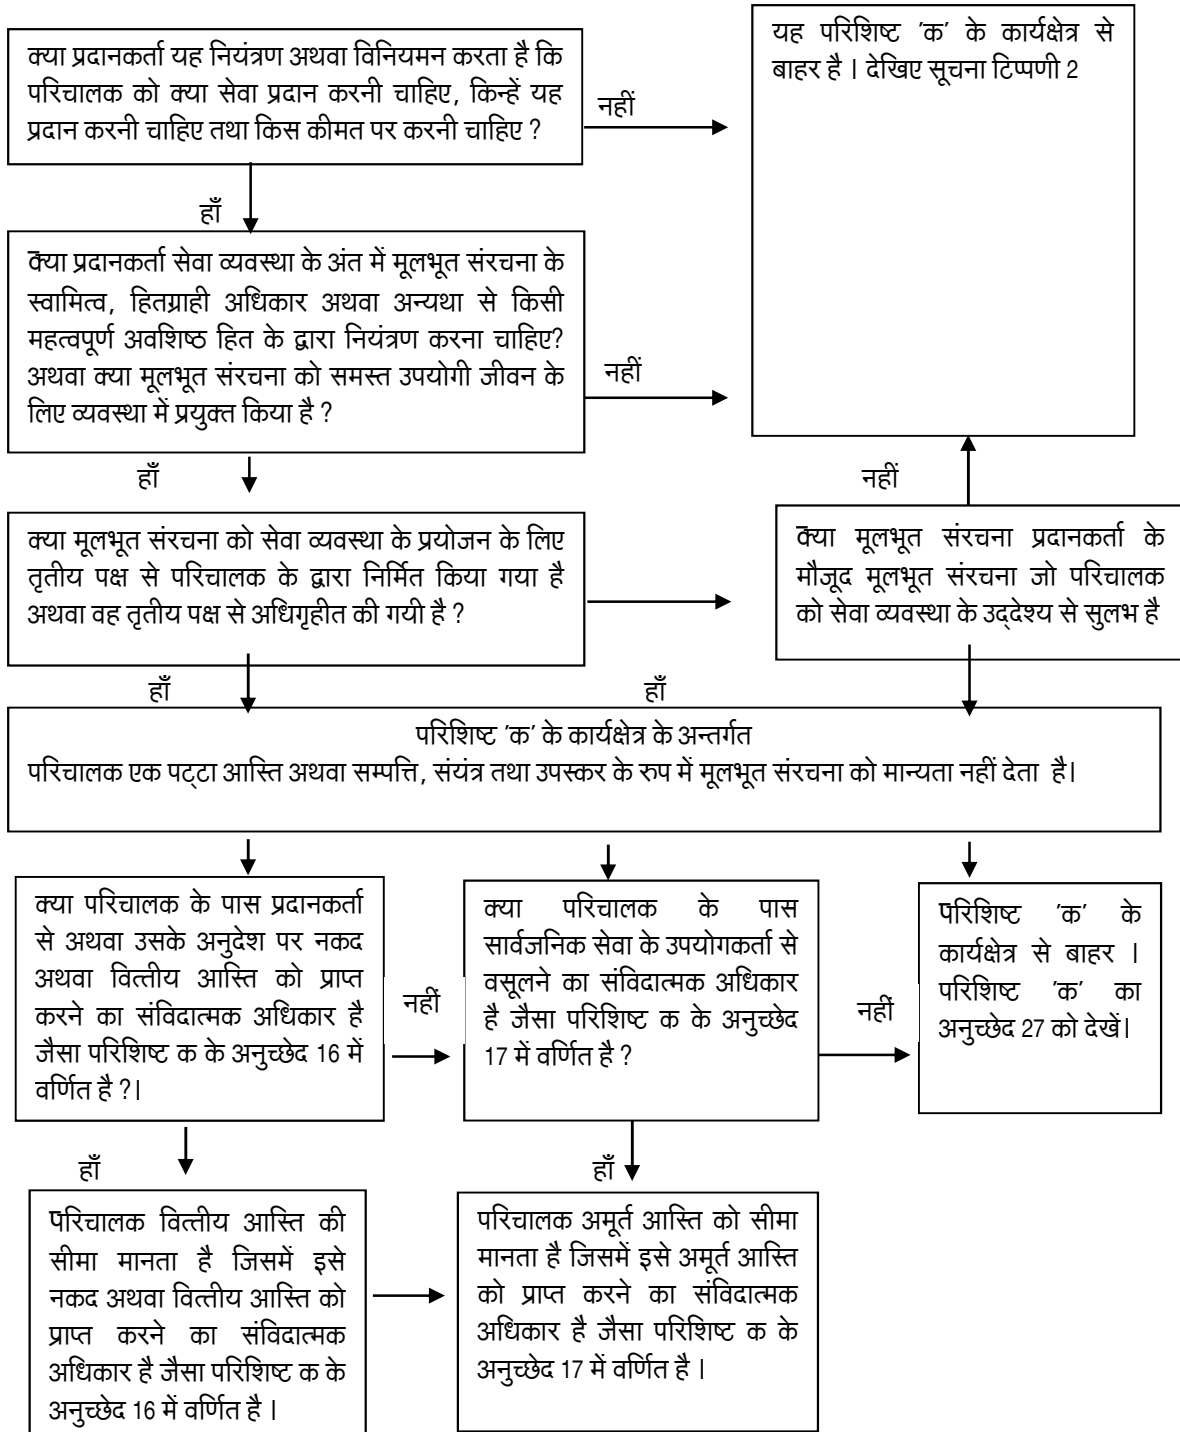 क्या प्रदानकर्ता यह नियंत्रण अथवा विनियमन करता है कि
परिचालक को क्या सेवा प्रदान करनी चाहिए, किन्हें यह
प्रदान करनी चाहिए तथा किस कीमत पर करनी चाहिए ?
नहीं
यह परिशिष्ट 'क' के कार्यक्षेत्र से
बाहर है । देखिए सूचना टिप्पणी 2
हाँ
क्या प्रदानकर्ता सेवा व्यवस्था के अंत में मूलभूत संरचना के
स्वामित्व, हितग्राही अधिकार अथवा अन्यथा से किसी
महत्वपूर्ण अवशिष्ठ हित के द्वारा नियंत्रण करना चाहिए?
अथवा क्या मूलभूत संरचना को समस्त उपयोगी जीवन के
लिए व्यवस्था में प्रयुक्त किया है ?
नहीं
हाँ
नहीं
क्या मूलभूत संरचना को सेवा व्यवस्था के प्रयोजन के लिए
तृतीय पक्ष से परिचालक के द्वारा निर्मित किया गया है
अथवा वह तृतीय पक्ष से अधिगृहीत की गयी है ?
क्या मूलभूत संरचना प्रदानकर्ता के
मौजूद मूलभूत संरचना जो परिचालक
को सेवा व्यवस्था के उद्देश्य से सुलभ है
हाँ
हाँ
परिशिष्ट 'क' के कार्यक्षेत्र के अन्तर्गत
परिचालक एक पट्टा आस्ति अथवा सम्पत्ति, संयंत्र तथा उपस्कर के रुप में मूलभूत संरचना को मान्यता नहीं देता है।
क्या परिचालक के पास प्रदानकर्ता
से अथवा उसके अनुदेश पर नकद
अथवा वित्तीय आस्ति को प्राप्त
करने का संविदात्मक अधिकार है
जैसा परिशिष्ट क के अनुच्छेद 16 में
वर्णित है ?।
नहीं
क्या परिचालक के पास
सार्वजनिक सेवा के उपयोगकर्ता से
वसूलने का संविदात्मक अधिकार
है जैसा परिशिष्ट क के अनुच्छेद
17 में वर्णित है ?
नहीं
परिशिष्ट 'क' के
कार्यक्षेत्र से बाहर ।
परिशिष्ट 'क' का
अनुच्छेद 27 को देखें।
हाँ
हाँ
परिचालक वित्तीय आस्ति की
सीमा मानता है जिसमें इसे
नकद अथवा वित्तीय आस्ति को
प्राप्त करने का संविदात्मक
अधिकार है जैसा परिशिष्ट क के
अनुच्छेद 16 में वर्णित है ।
परिचालक अमूर्त आस्ति को सीमा
मानता है जिसमें इसे अमूर्त आस्ति
को प्राप्त करने का संविदात्मक
अधिकार है जैसा परिशिष्ट क के
अनुच्छेद 17 में वर्णित है ।